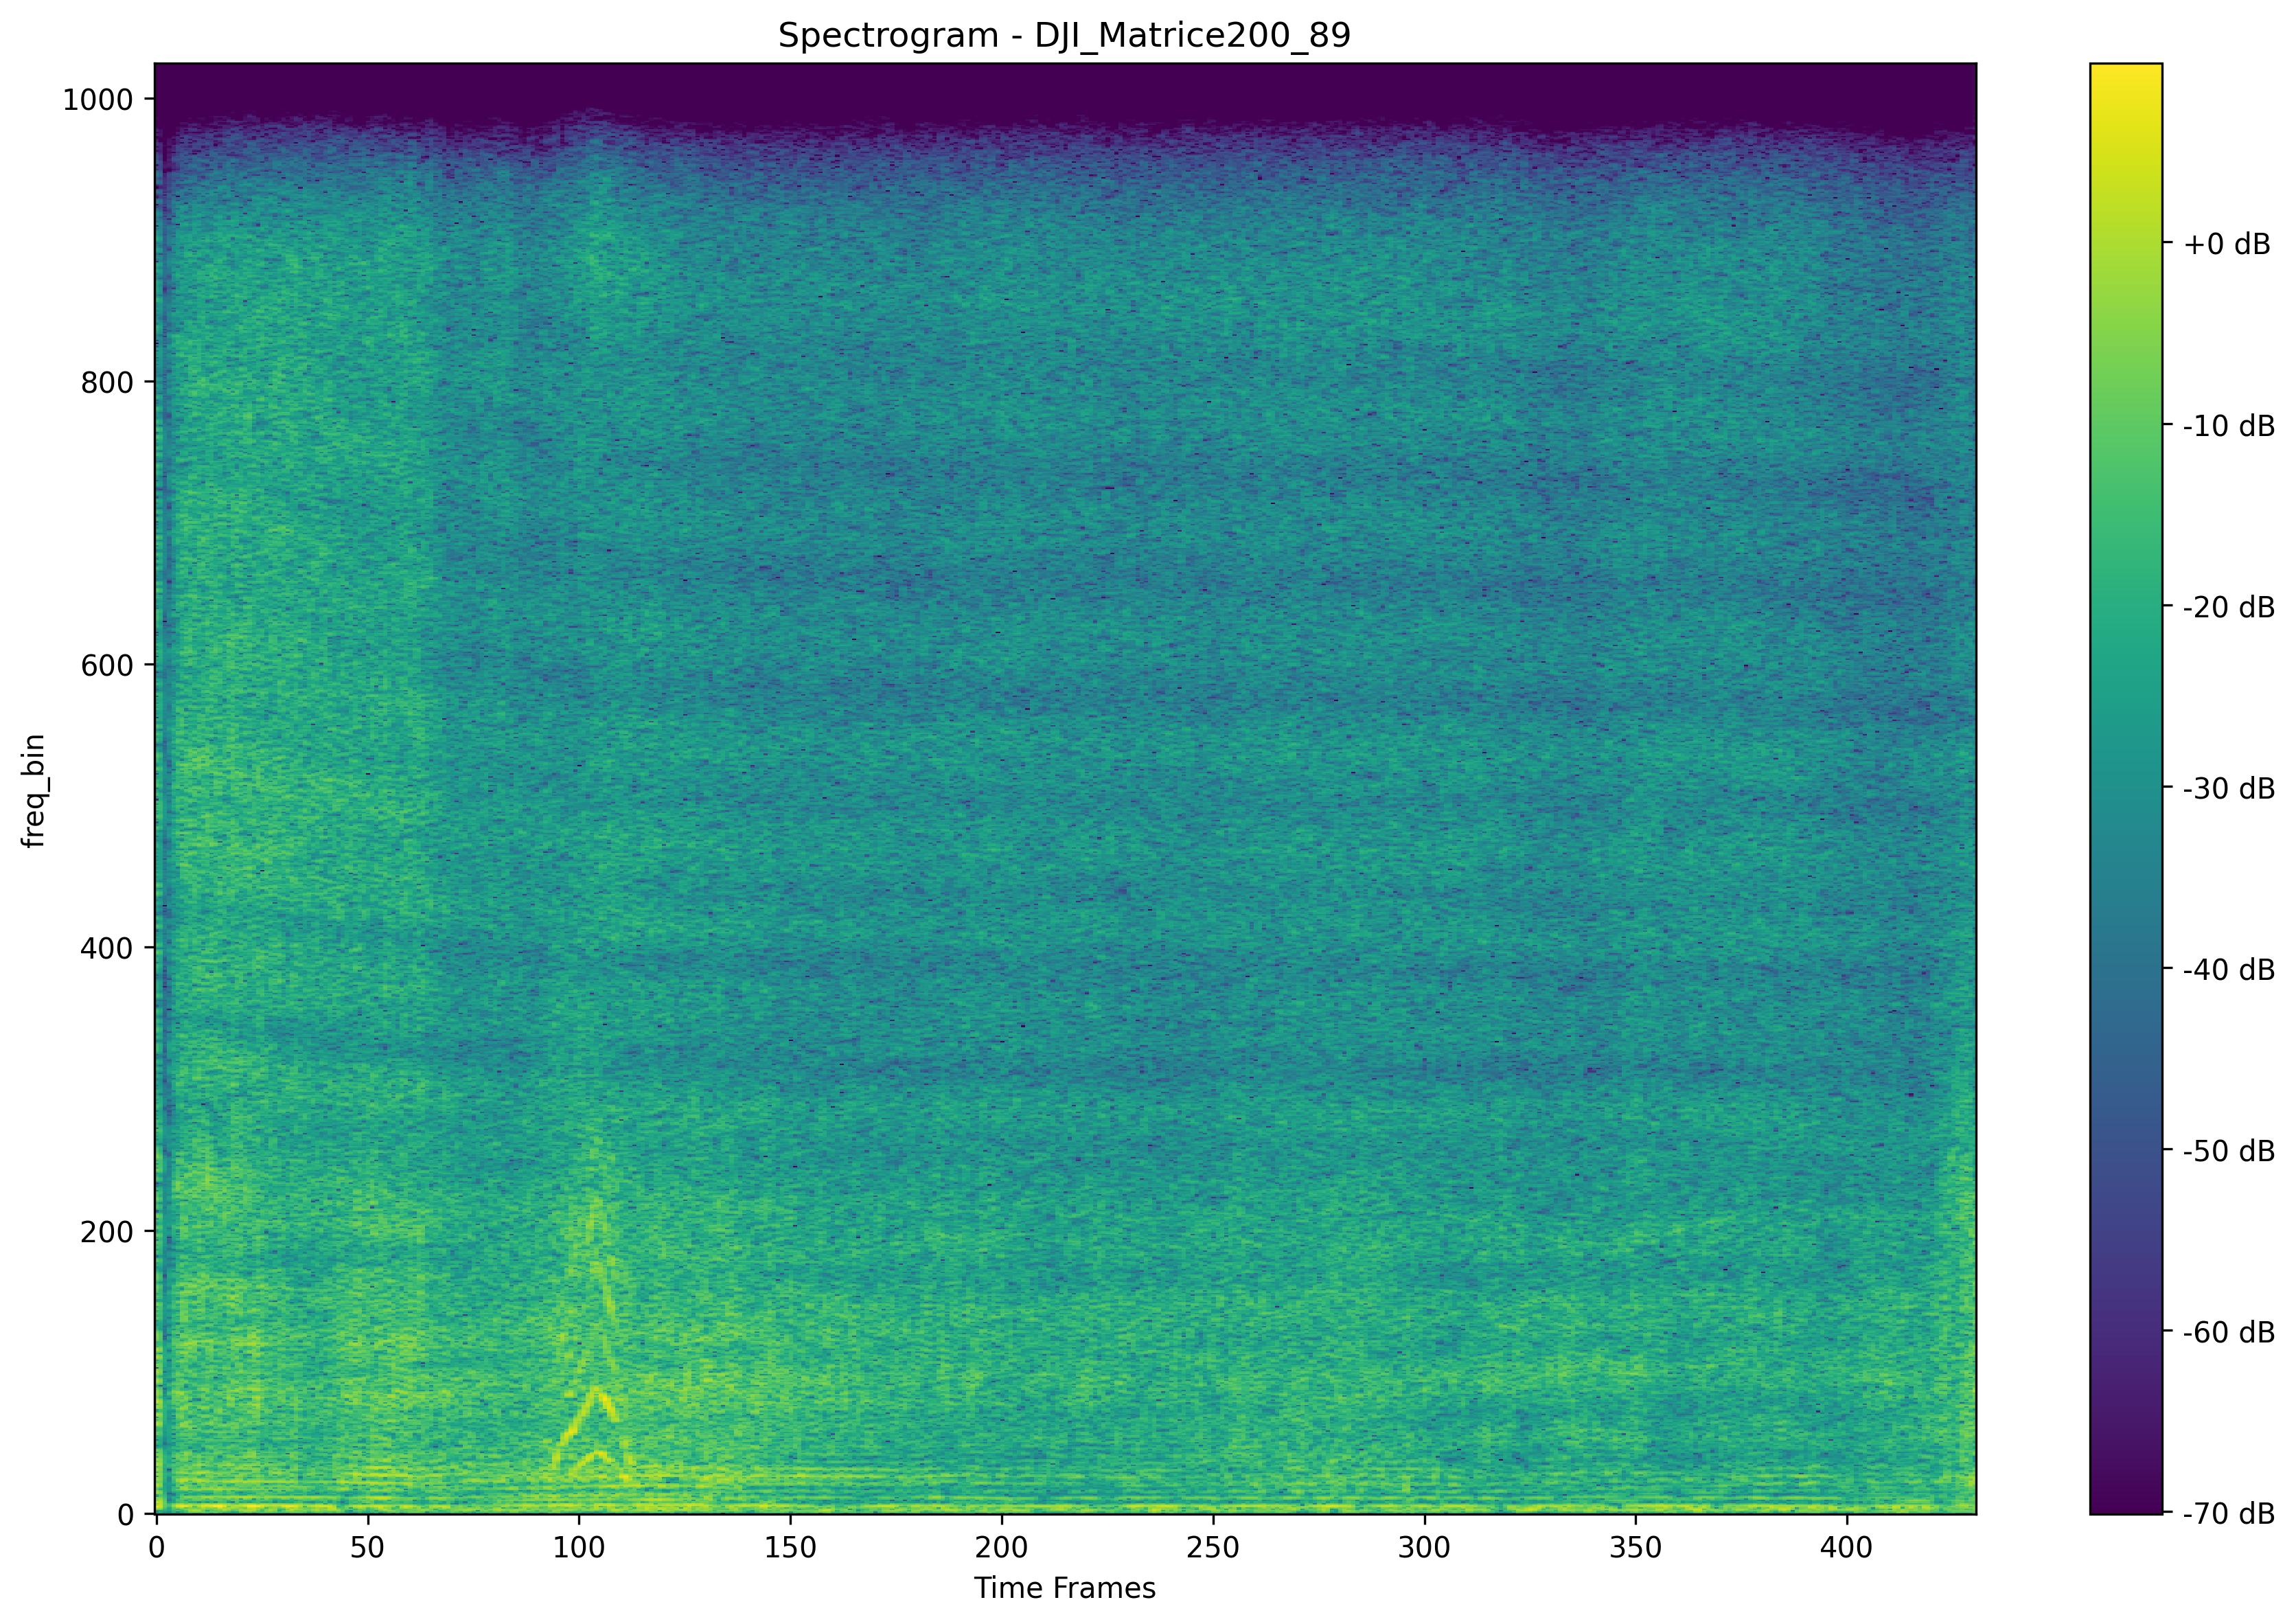 Spectrogram - DJI_Matrice200_89
1000
800
600
400
200
0
freq_bin
0 50 100 150 200 250 300 350 400
Time Frames
+0 dB
-10 dB
-20 dB
-30 dB
-40 dB
-50 dB
-60 dB
-70 dB